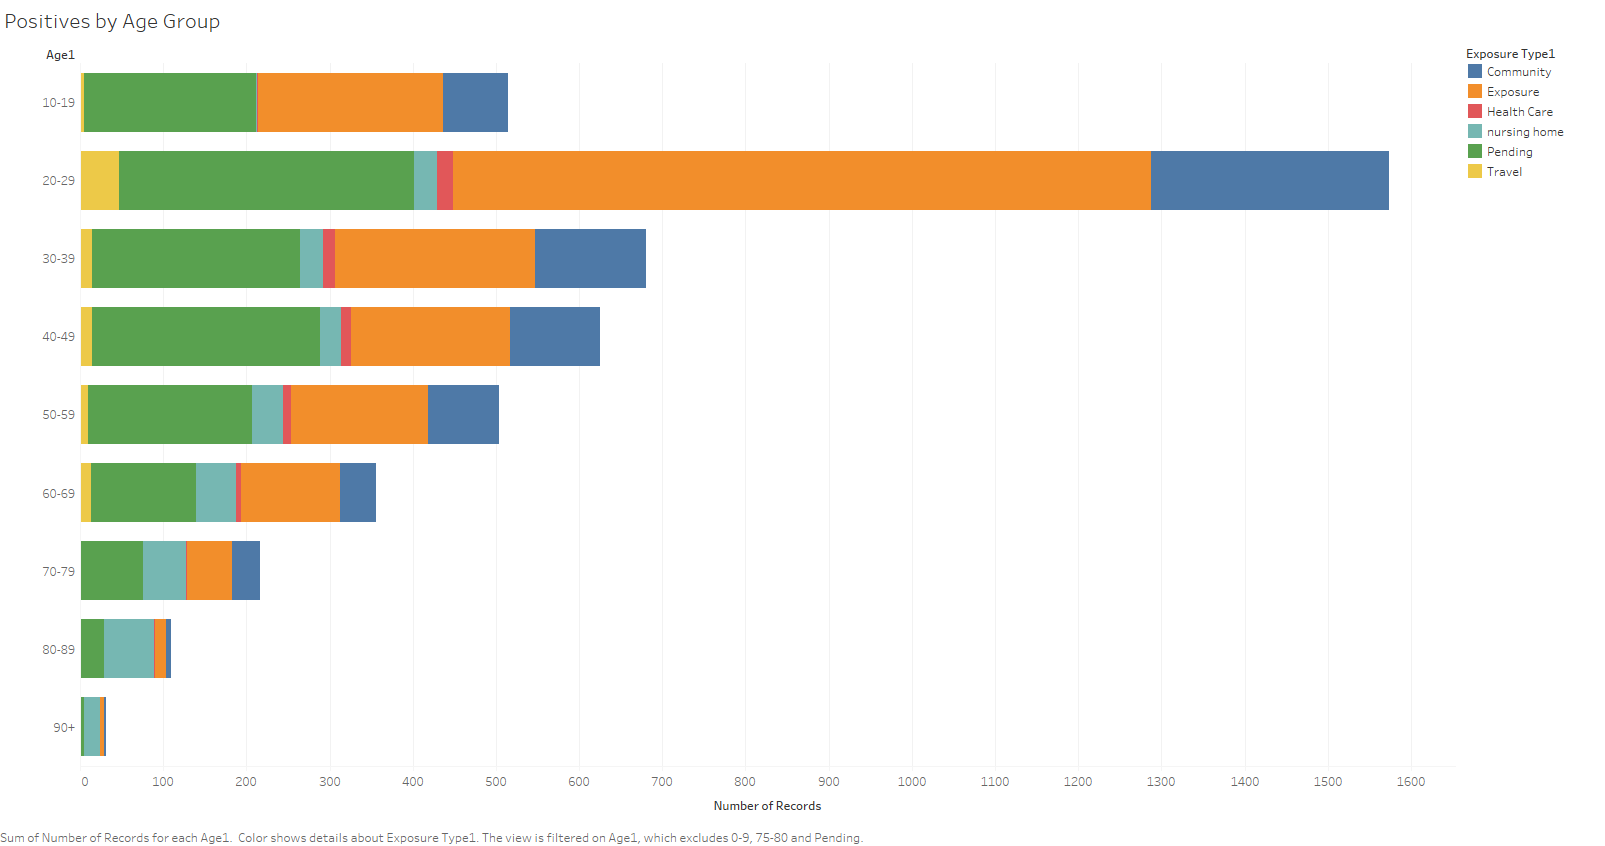 Positives by Age Group
Age1
10-19
20-29
30-39
40-49
50-59
60-69
70-79
80-89
90+
0 100 200 300 400 500 600 700 800 900 1000 1100 1200 1300 1400 1500 1600
Number of Records
Exposure Type1
Community
Exposure
Health Care
nursing home
Pending
Travel
Sum of Number of Records for each Age1.  Color shows details about Exposure Type1. The view is filtered on Age1, which excludes 0-9, 75-80 and Pending.